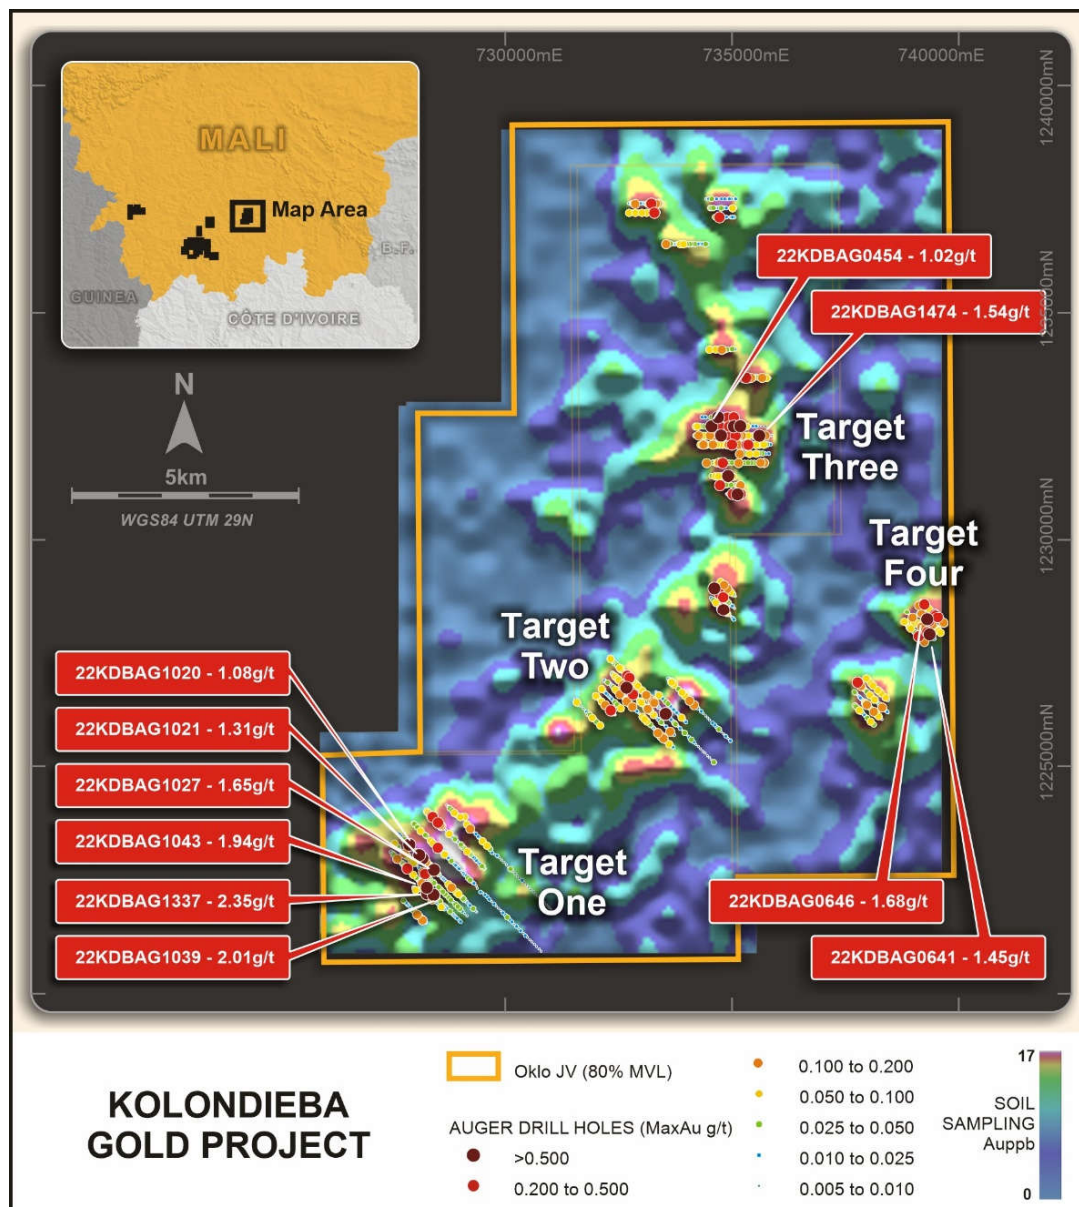 730000mE
735000mE
740000mE
1240000mN
MALI
Map Area
B.F.
GUINEA
CÔTE D'IVOIRE
22KDBAG0454 - 1.02g/t
22KDBAG1474 - 1.54g/t
1235000mN
N
5km
WGS84 UTM 29N
Target
Three
1230000mN
Target
Four
Target
Two
22KDBAG1020 - 1.08g/t
22KDBAG1021 - 1.31g/t
22KDBAG1027 - 1.65g/t
22KDBAG1043 - 1.94g/t
22KDBAG1337 - 2.35g/t
22KDBAG1039 - 2.01g/t
1225000mN
Target
One
22KDBAG0646 - 1.68g/t
22KDBAG0641 - 1.45g/t
KOLONDIEBA
GOLD PROJECT
Oklo JV (80% MVL)
AUGER DRILL HOLES (MaxAu g/t)
>0.500
0.200 to 0.500
0.100 to 0.200
0.050 to 0.100
0.025 to 0.050
0.010 to 0.025
0.005 to 0.010
17
SOIL
SAMPLING
Auppb
0